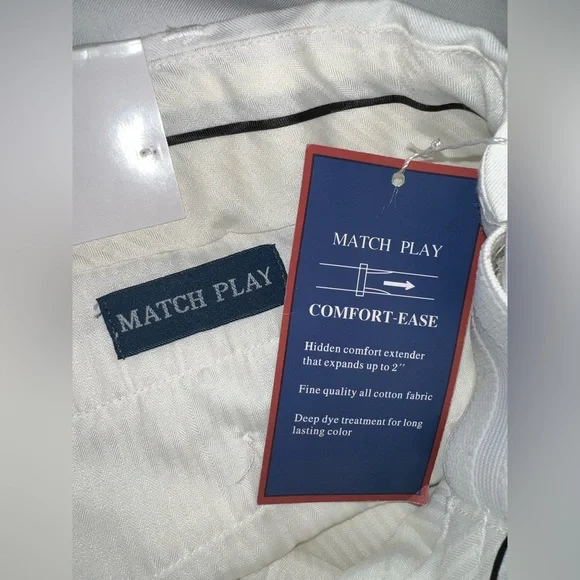 MATCH PLAY
MATCH PLAY
COMFORT-EASE
Hidden comfort extender
that expands up to 2"
Fine quality all cotton fabric
Deep dye treatment for long
lasting color